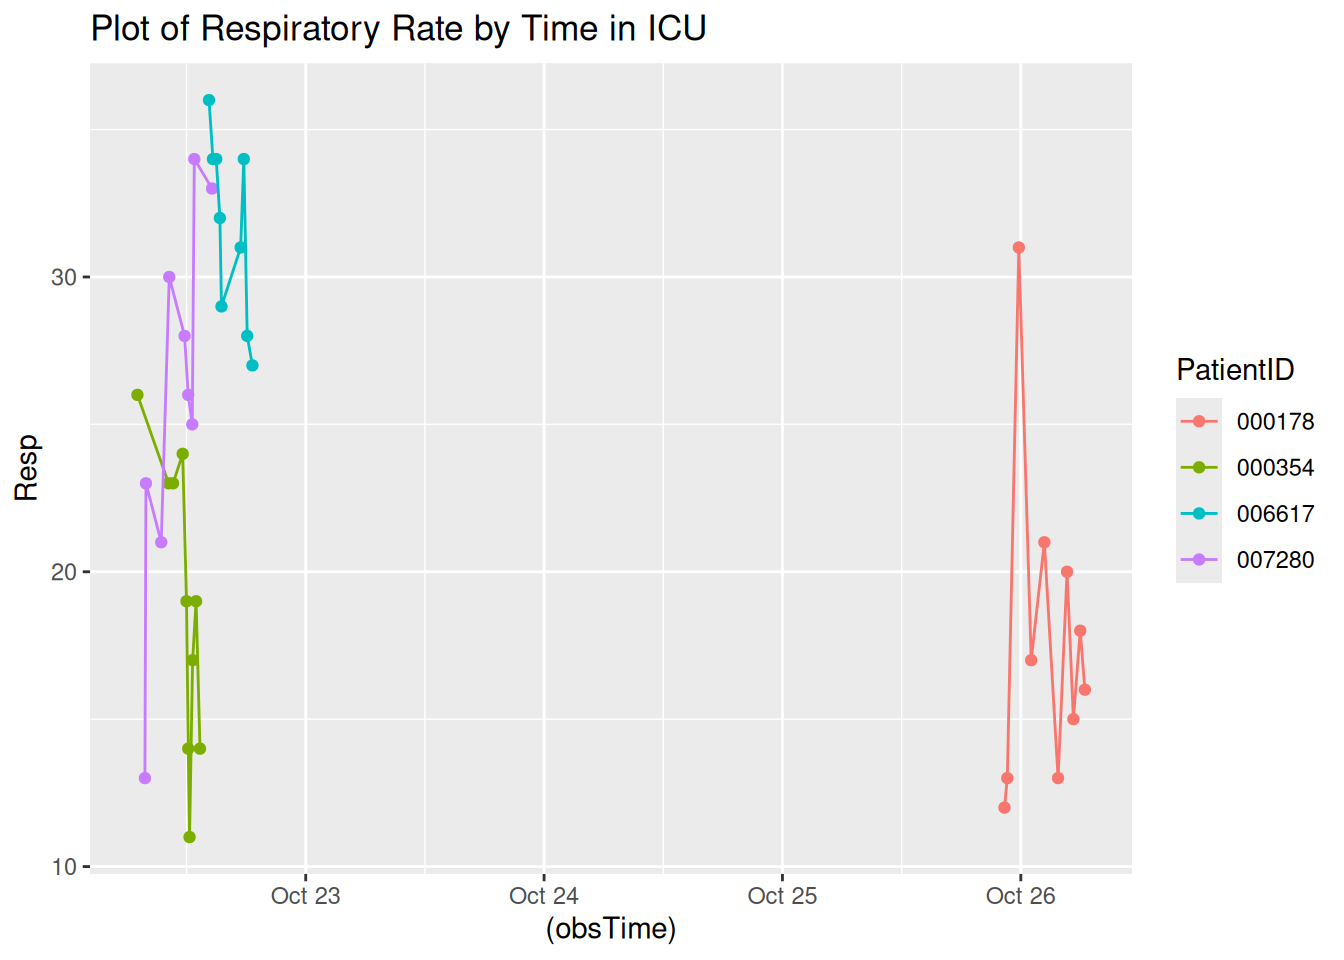 Plot of Respiratory Rate by Time in ICU
Resp
30
20
10
Oct 23
Oct 24
Oct 25
Oct 26
(obsTime)
PatientID
000178
000354
006617
007280